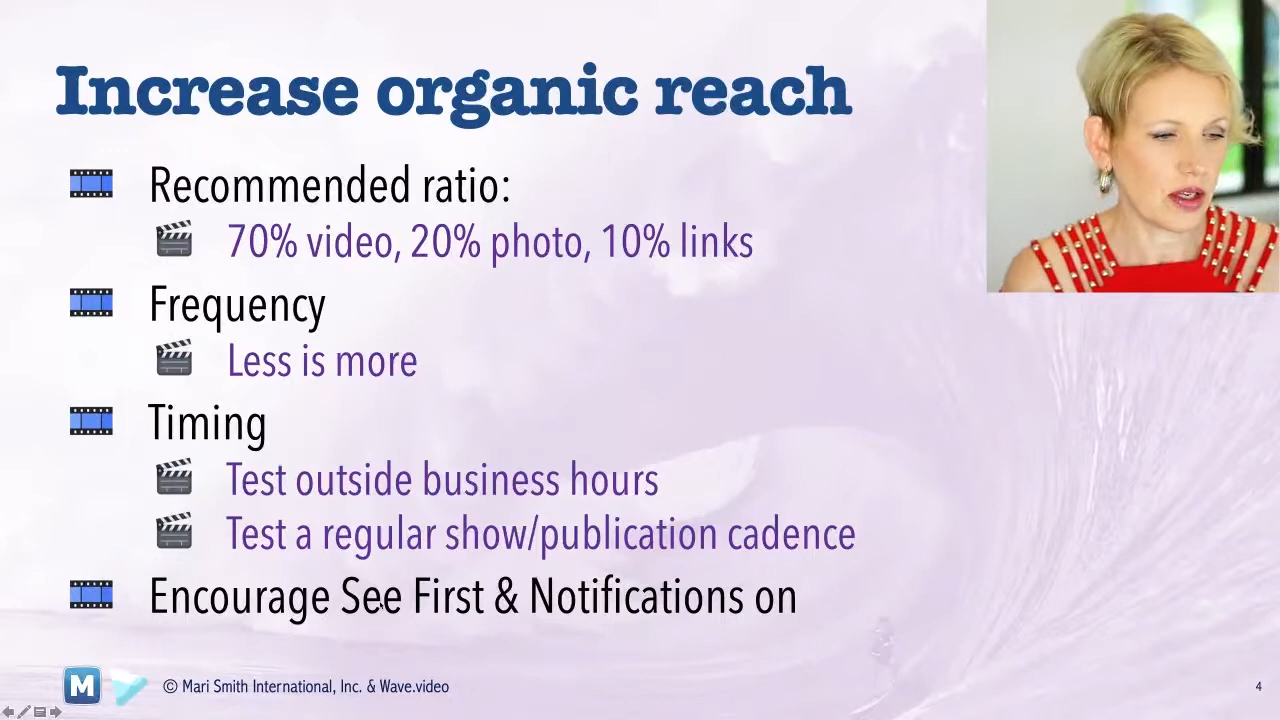 Increase organic reach
Recommended ratio:
70% video, 20% photo, 10% links
Frequency
Less is more
Timing
Test outside business hours
Test a regular show/publication cadence
Encourage See First & Notifications on
M
© Mari Smith International, Inc. & Wave.video
4